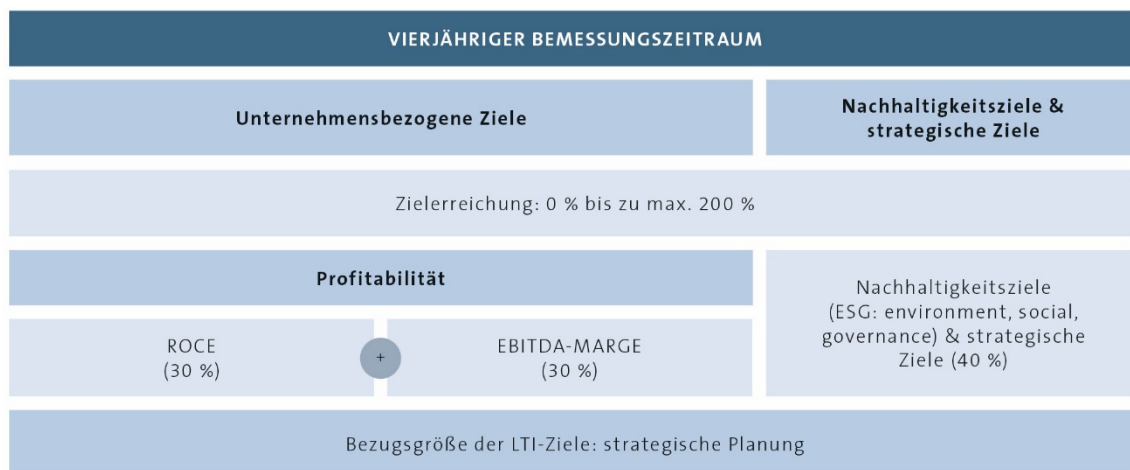 VIERJÄHRIGER BEMESSUNGSZEITRAUM
Unternehmensbezogene Ziele
Nachhaltigkeitsziele &
strategische Ziele
Zielerreichung: 0 % bis zu max. 200 %
Profitabilität
ROCE
(30 %)
+
EBITDA-MARGE
(30 %)
Nachhaltigkeitsziele
(ESG: environment, social,
governance) & strategische
Ziele (40 %)
Bezugsgröße der LTI-Ziele: strategische Planung